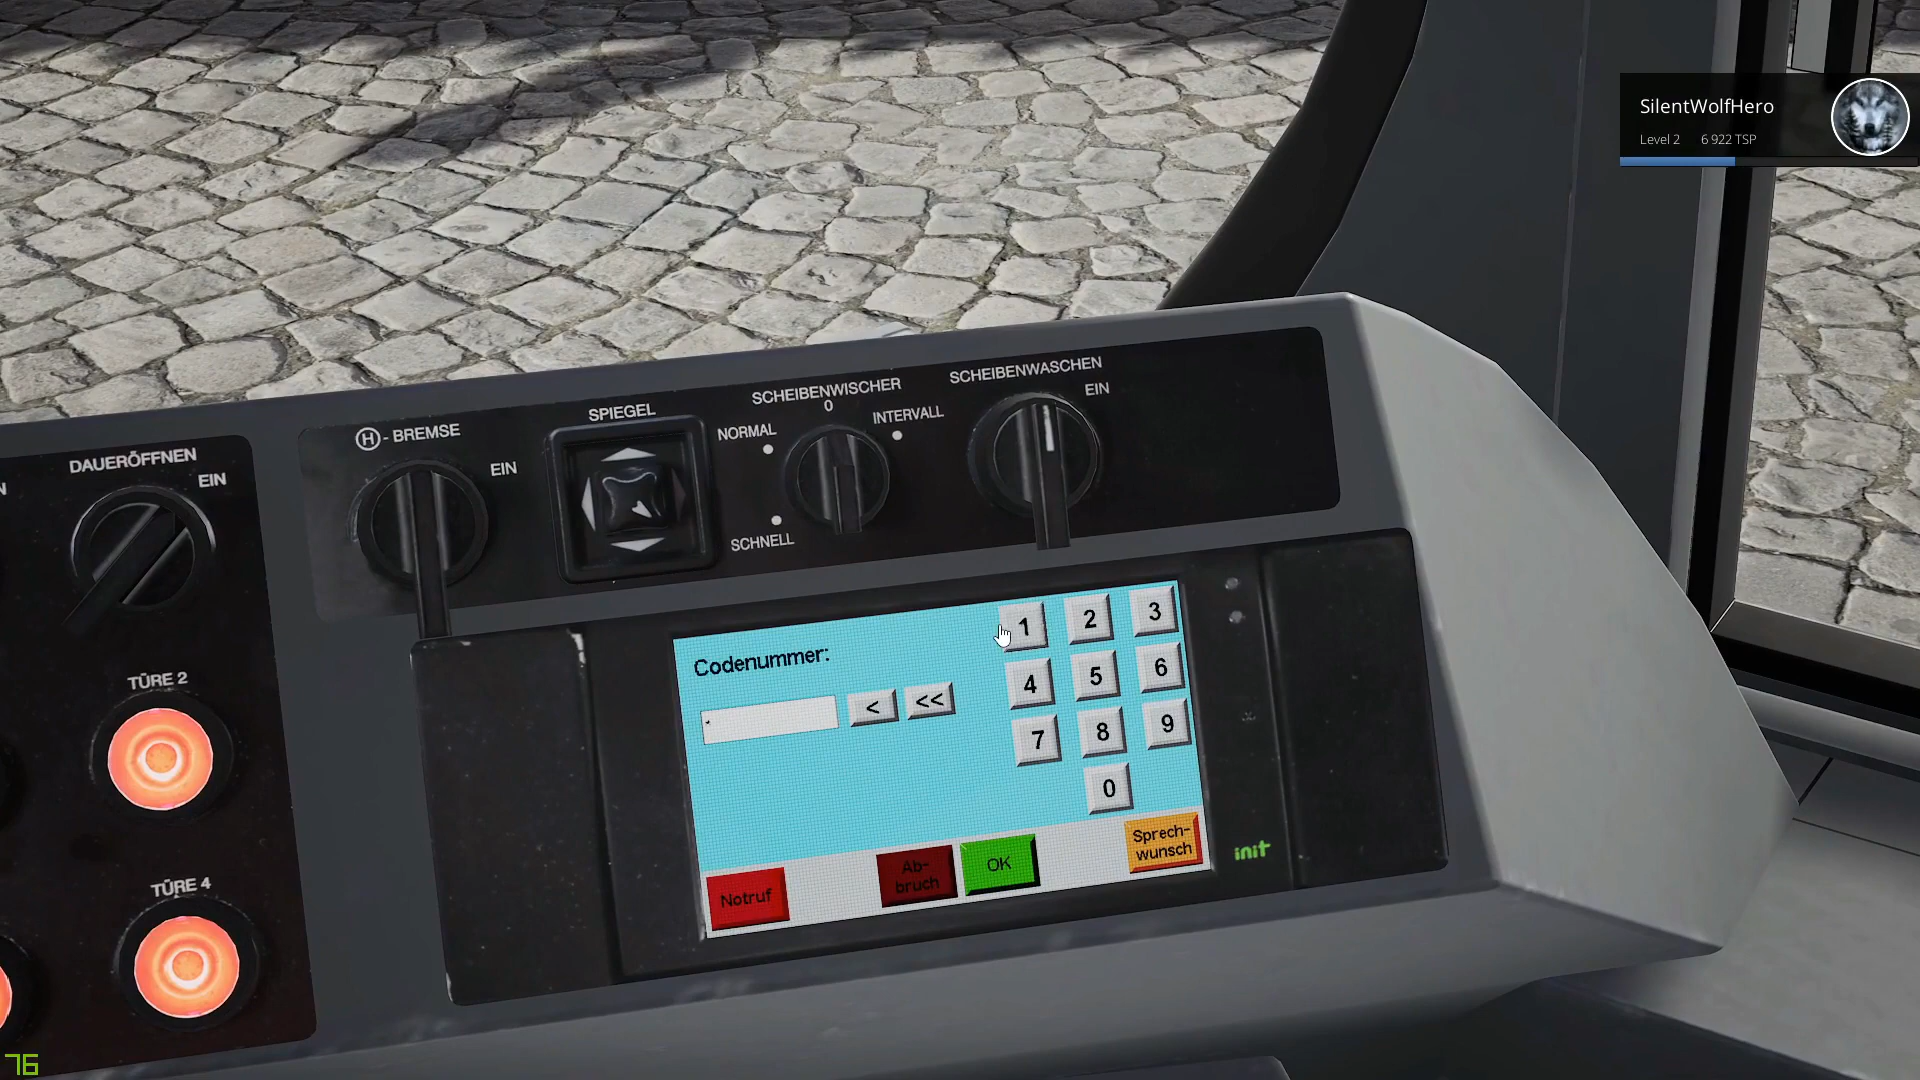 SilentWolfHero
Level 2 6 922 TSP
DAUERÖFFNEN
EIN
H - BREMSE
EIN
SPIEGEL
SCHEIBENWISCHER
0
NORMAL
INTERVALL
SCHNELL
SCHEIBENWASCHEN
EIN
TÜRE 2
TÜRE 4
Codenummer:
< <<
1 2 3
4 5 6
7 8 9
0
Notruf
Ab-
bruch
OK
Sprech-
wunsch
init
76